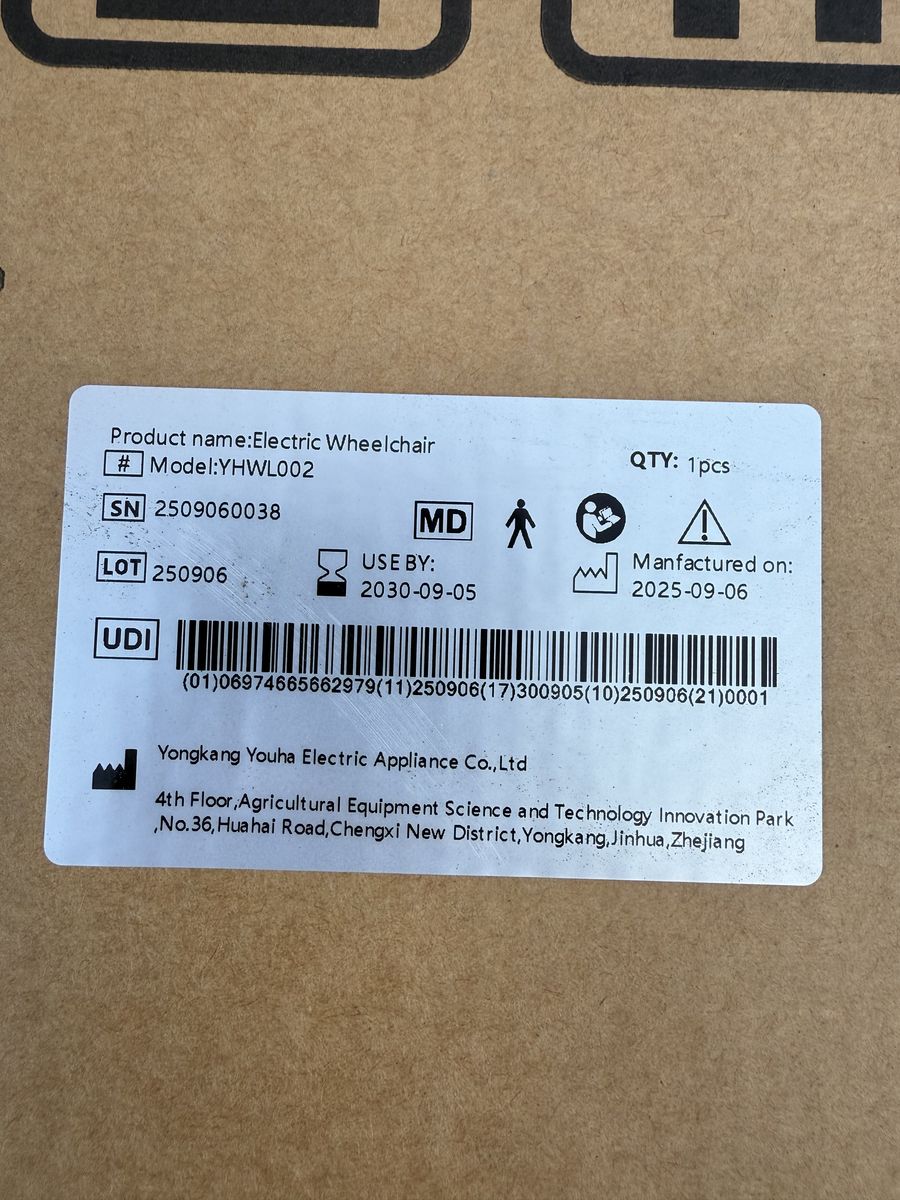 Product name:Electric Wheelchair
# Model:YHWL002
QTY: 1pcs
SN 2509060038
MD
LOT 250906
USE BY:
2030-09-05
Manfactured on:
2025-09-06
UDI
(01)06974665662979(11)250906(17)300905(10)250906(21)0001
Yongkang Youha Electric Appliance Co.,Ltd
4th Floor,Agricultural Equipment Science and Technology Innovation Park
,No.36,Huahai Road,Chengxi New District,Yongkang,Jinhua,Zhejiang